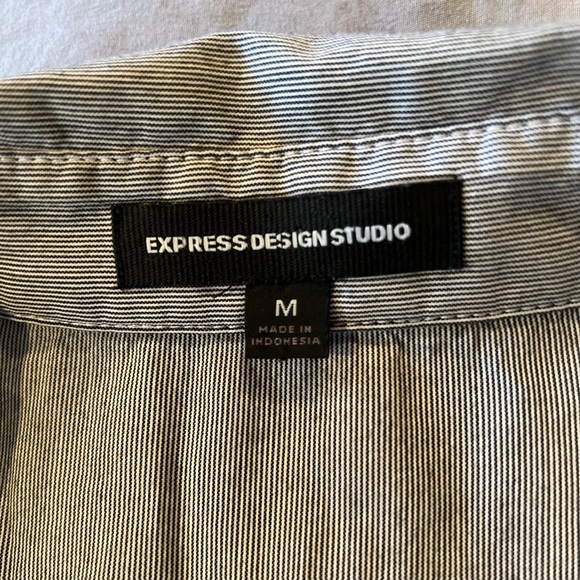 EXPRESS DESIGN STUDIO
M
MADE IN
INDONESIA